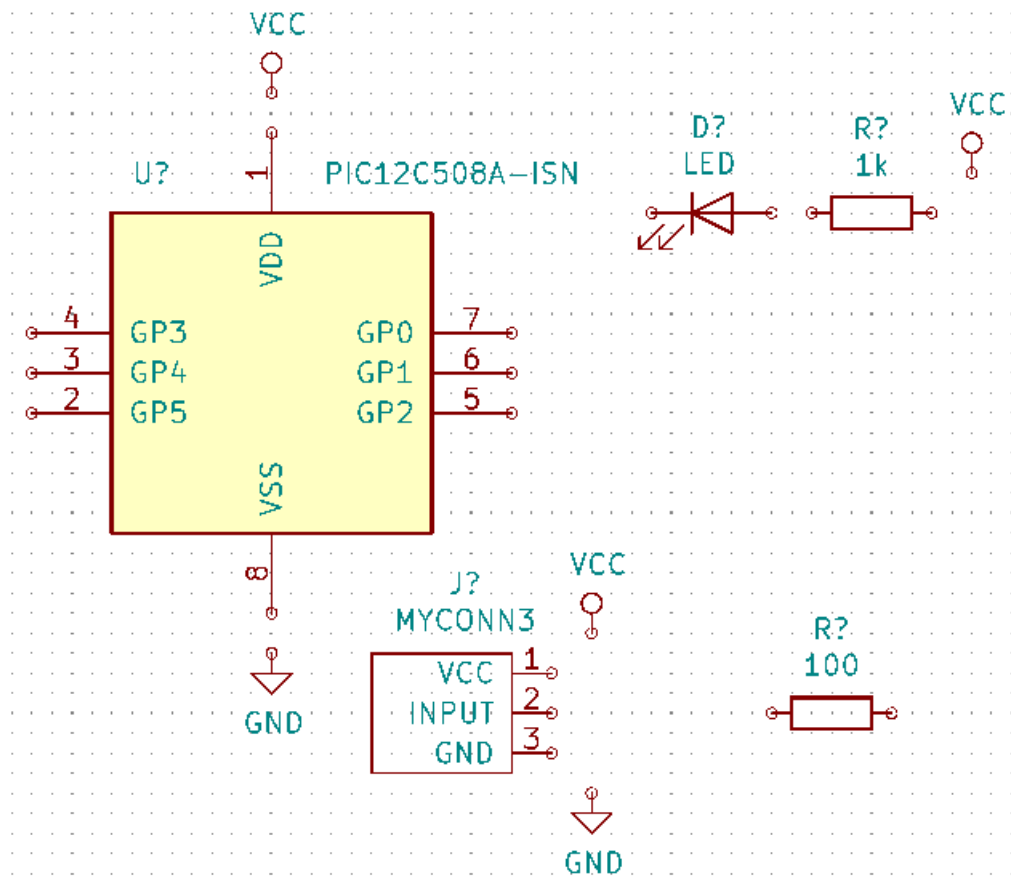 VCC
VCC
D?
R?
LED
1k
U?
1
PIC12C508A-ISN
VDD
4
GP3
GP0
7
3
GP4
GP1
6
2
GP5
GP2
5
VSS
8
GND
J?
MYCONN3
VCC
VCC
1
INPUT
2
GND
3
GND
R?
100